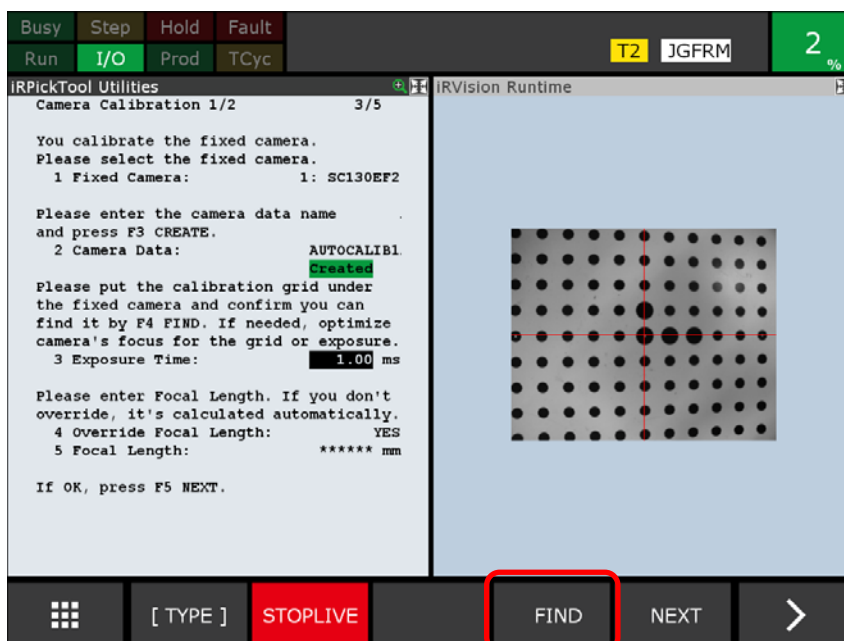 Busy Step Hold Fault
Run I/O Prod TCyc
T2 JGFRM
2 %
iRPickTool Utilities
Camera Calibration 1/2 3/5
You calibrate the fixed camera.
Please select the fixed camera.
1 Fixed Camera: 1: SC130EF2
Please enter the camera data name .
and press F3 CREATE.
2 Camera Data: AUTOCALIB1.
Created
Please put the calibration grid under
the fixed camera and confirm you can
find it by F4 FIND. If needed, optimize
camera's focus for the grid or exposure.
3 Exposure Time: 1.00 ms
Please enter Focal Length. If you don't
override, it's calculated automatically.
4 Override Focal Length: YES
5 Focal Length: ****** mm
If OK, press F5 NEXT.
iRVision Runtime
[ TYPE ] STOPLIVE FIND NEXT >